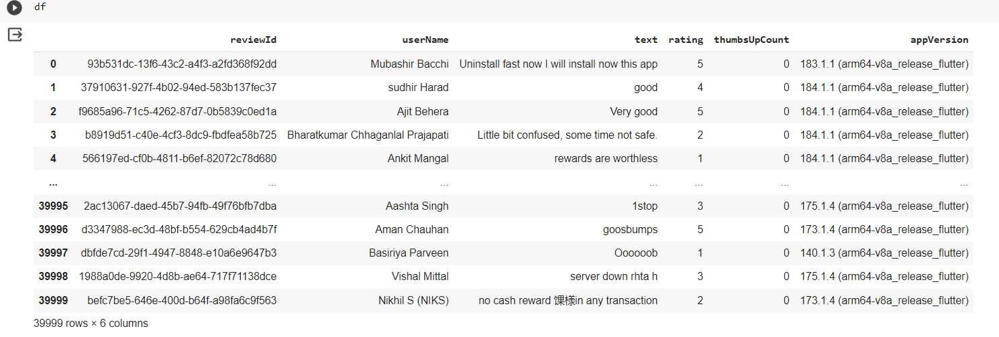 df
reviewId userName text rating thumbsUpCount appVersion
0 93b531dc-13f6-43c2-a4f3-a2fd368f92dd Mubashir Bacchi Uninstall fast now I will install now this app 5 0 183.1.1 (arm64-v8a_release_flutter)
1 37910631-927f-4b02-94ed-583b137fec37 sudhir Harad good 4 0 184.1.1 (arm64-v8a_release_flutter)
2 f9685a96-71c5-4262-87d7-0b5839c0ed1a Ajit Behera Very good 5 0 184.1.1 (arm64-v8a_release_flutter)
3 b8919d51-c40e-4cf3-8dc9-fbdfea58b725 Bharatkumar Chhaganlal Prajapati Little bit confused, some time not safe. 2 0 184.1.1 (arm64-v8a_release_flutter)
4 566197ed-cf0b-4811-b6ef-82072c78d680 Ankit Mangal rewards are worthless 1 0 184.1.1 (arm64-v8a_release_flutter)
... ... ... ... ... ... ...
39995 2ac13067-daed-45b7-94fb-49f76bfb7dba Aashta Singh 1stop 3 0 175.1.4 (arm64-v8a_release_flutter)
39996 d3347988-ec3d-48bf-b554-629cb4ad4b7f Aman Chauhan goosbumps 5 0 173.1.4 (arm64-v8a_release_flutter)
39997 dbfde7cd-29f1-4947-8848-e10a6e9647b3 Basiriya Parveen Oooooob 1 0 140.1.3 (arm64-v8a_release_flutter)
39998 1988a0de-9920-4d8b-ae64-717f71138dce Vishal Mittal server down rhta h 3 0 175.1.4 (arm64-v8a_release_flutter)
39999 befc7be5-646e-400d-b64f-a98fa6c9f563 Nikhil S (NIKS) no cash reward 馃様in any transaction 2 0 173.1.4 (arm64-v8a_release_flutter)
39999 rows × 6 columns